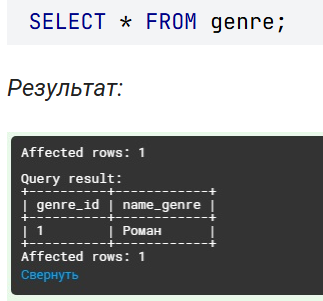 SELECT * FROM genre;
Результат:
Affected rows: 1
Query result:
+----------+------------+
| genre_id | name_genre |
+----------+------------+
| 1        | Роман      |
+----------+------------+
Affected rows: 1
Свернуть